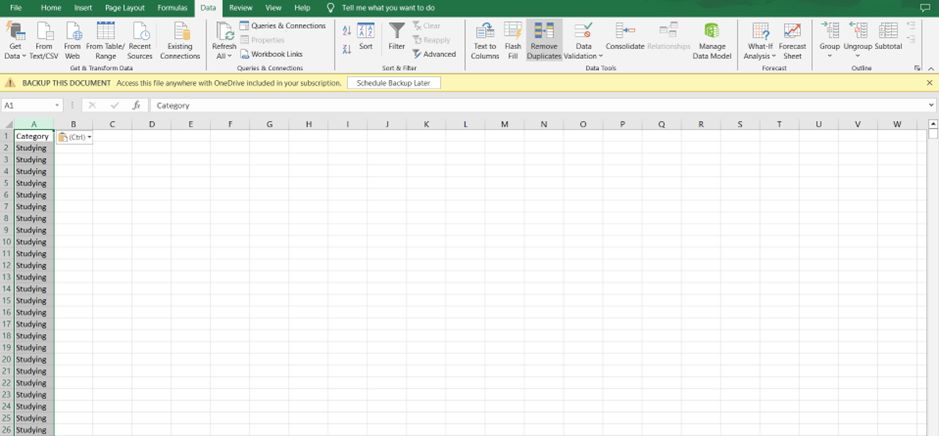 File Home Insert Page Layout Formulas Data Review View Help Tell me what you want to do
Get Data From Text/CSV From Web From Table/ Range Recent Sources Existing Connections
Get & Transform Data
Refresh All Queries & Connections
Properties
Workbook Links
Queries & Connections
Sort Filter Clear
Reapply
Advanced
Sort & Filter
Text to Columns Flash Fill Remove Duplicates Data Validation Consolidate Relationships Manage Data Model
Data Tools
What-If Analysis Forecast Sheet
Forecast
Group Ungroup Subtotal
Outline
BACKUP THIS DOCUMENT Access this file anywhere with OneDrive included in your subscription. Schedule Backup Later
A1 fx Category
A B C D E F G H I J K L M N O P Q R S T U V W
1 Category (Ctrl)
2 Studying
3 Studying
4 Studying
5 Studying
6 Studying
7 Studying
8 Studying
9 Studying
10 Studying
11 Studying
12 Studying
13 Studying
14 Studying
15 Studying
16 Studying
17 Studying
18 Studying
19 Studying
20 Studying
21 Studying
22 Studying
23 Studying
24 Studying
25 Studying
26 Studying